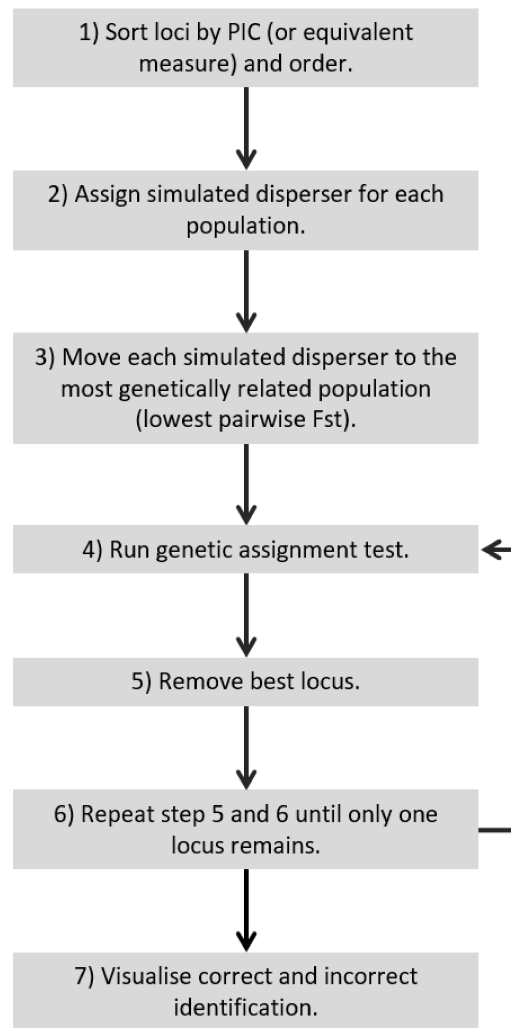 1) Sort loci by PIC (or equivalent
measure) and order.
2) Assign simulated disperser for each
population.
3) Move each simulated disperser to the
most genetically related population
(lowest pairwise Fst).
4) Run genetic assignment test.
5) Remove best locus.
6) Repeat step 5 and 6 until only one
locus remains.
7) Visualise correct and incorrect
identification.